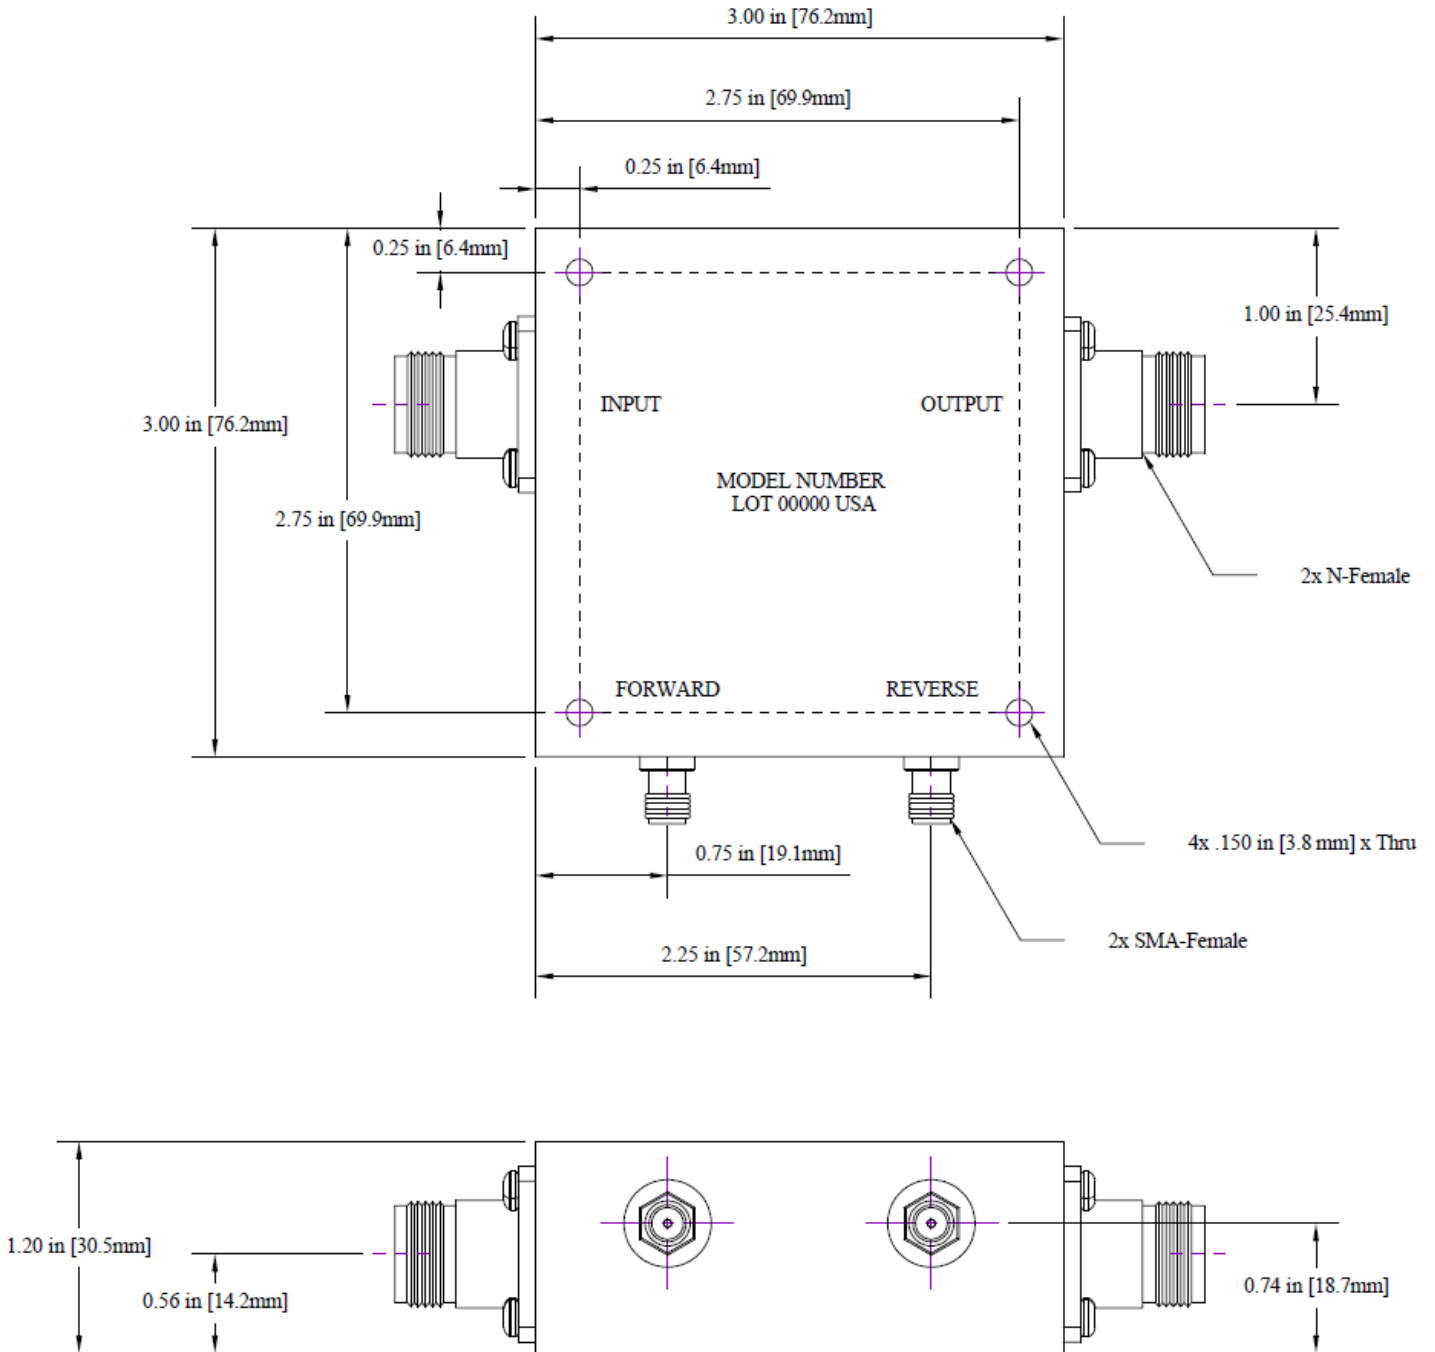 3.00 in [76.2mm]
2.75 in [69.9mm]
0.25 in [6.4mm]
0.25 in [6.4mm]
1.00 in [25.4mm]
INPUT
OUTPUT
3.00 in [76.2mm]
MODEL NUMBER
LOT 00000 USA
2.75 in [69.9mm]
2x N-Female
FORWARD
REVERSE
4x .150 in [3.8 mm] x Thru
0.75 in [19.1mm]
2x SMA-Female
2.25 in [57.2mm]
1.20 in [30.5mm]
0.74 in [18.7mm]
0.56 in [14.2mm]